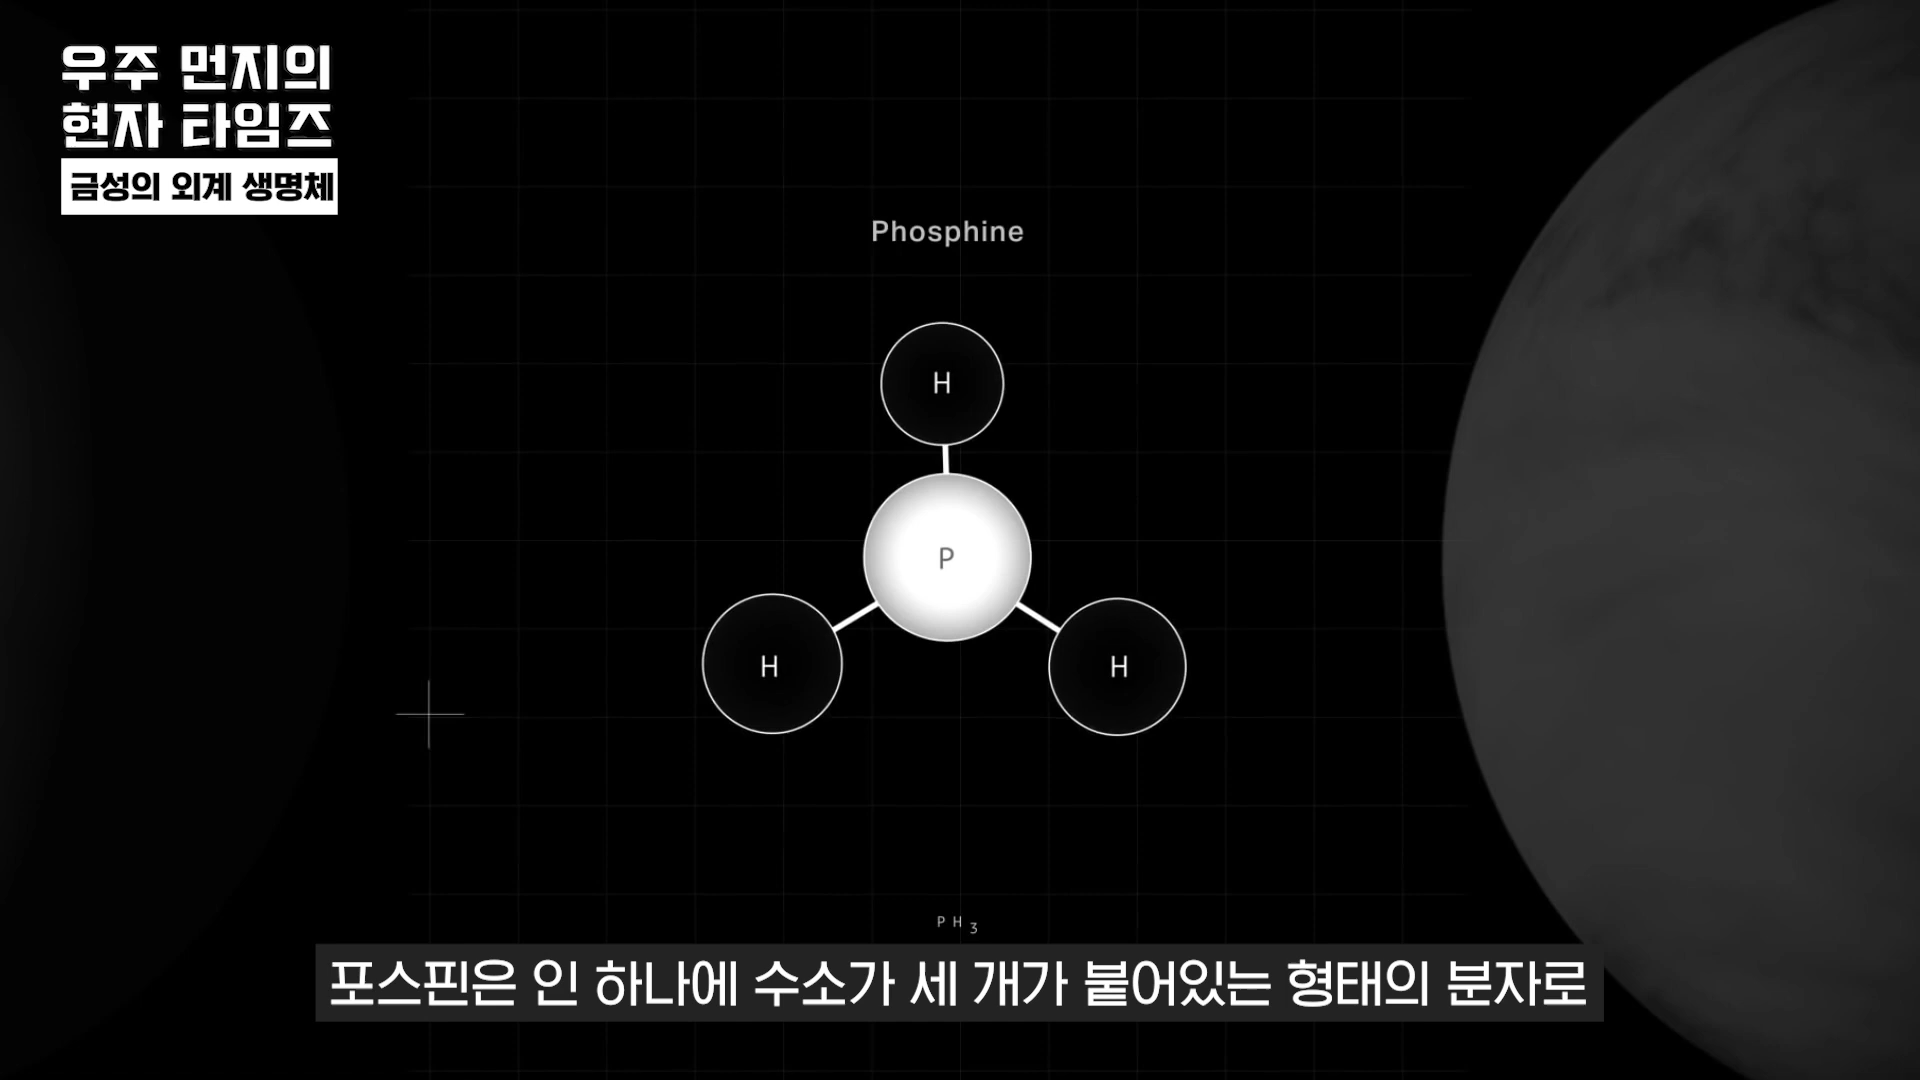 우주 먼지의
현자 타임즈
금성의 외계 생명체
Phosphine
H
P
H
H
PH3
포스핀은 인 하나에 수소가 세 개가 붙어있는 형태의 분자로